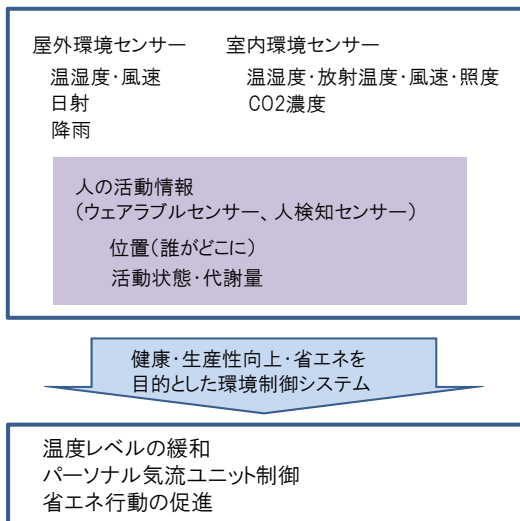 屋外環境センサー
温湿度・風速
日射
降雨
室内環境センサー
温湿度・放射温度・風速・照度
CO2濃度
人の活動情報
（ウェアラブルセンサー、人検知センサー）
位置（誰がどこに）
活動状態・代謝量
健康・生産性向上・省エネを
目的とした環境制御システム
温度レベルの緩和
パーソナル気流ユニット制御
省エネ行動の促進